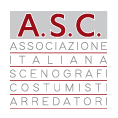 A.S.C.
ASSOCIAZIONE
ITALIANA
SCENOGRAFI
COSTUMISTI
ARREDATORI